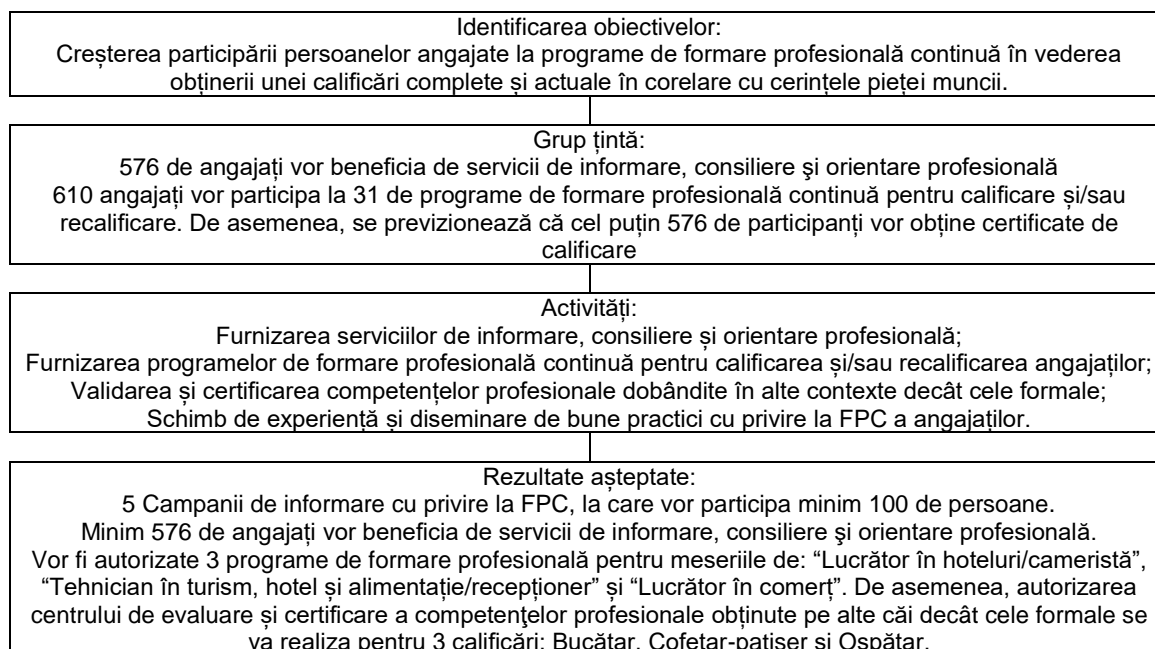 Identificarea obiectivelor:
Creșterea participării persoanelor angajate la programe de formare profesională continuă în vederea
obținerii unei calificări complete și actuale în corelare cu cerințele pieței muncii.
Grup țintă:
576 de angajați vor beneficia de servicii de informare, consiliere şi orientare profesională
610 angajați vor participa la 31 de programe de formare profesională continuă pentru calificare și/sau
recalificare. De asemenea, se previzionează că cel puțin 576 de participanți vor obține certificate de
calificare
Activități:
Furnizarea serviciilor de informare, consiliere și orientare profesională;
Furnizarea programelor de formare profesională continuă pentru calificarea și/sau recalificarea angajaților;
Validarea și certificarea competențelor profesionale dobândite în alte contexte decât cele formale;
Schimb de experiență și diseminare de bune practici cu privire la FPC a angajaților.
Rezultate așteptate:
5 Campanii de informare cu privire la FPC, la care vor participa minim 100 de persoane.
Minim 576 de angajați vor beneficia de servicii de informare, consiliere şi orientare profesională.
Vor fi autorizate 3 programe de formare profesională pentru meseriile de: “Lucrător în hoteluri/cameristă”,
“Tehnician în turism, hotel și alimentație/recepționer” și “Lucrător în comerț”. De asemenea, autorizarea
centrului de evaluare și certificare a competenţelor profesionale obținute pe alte căi decât cele formale se
va realiza pentru 3 calificări: Bucătar, Cofetar-patiser și Ospătar.